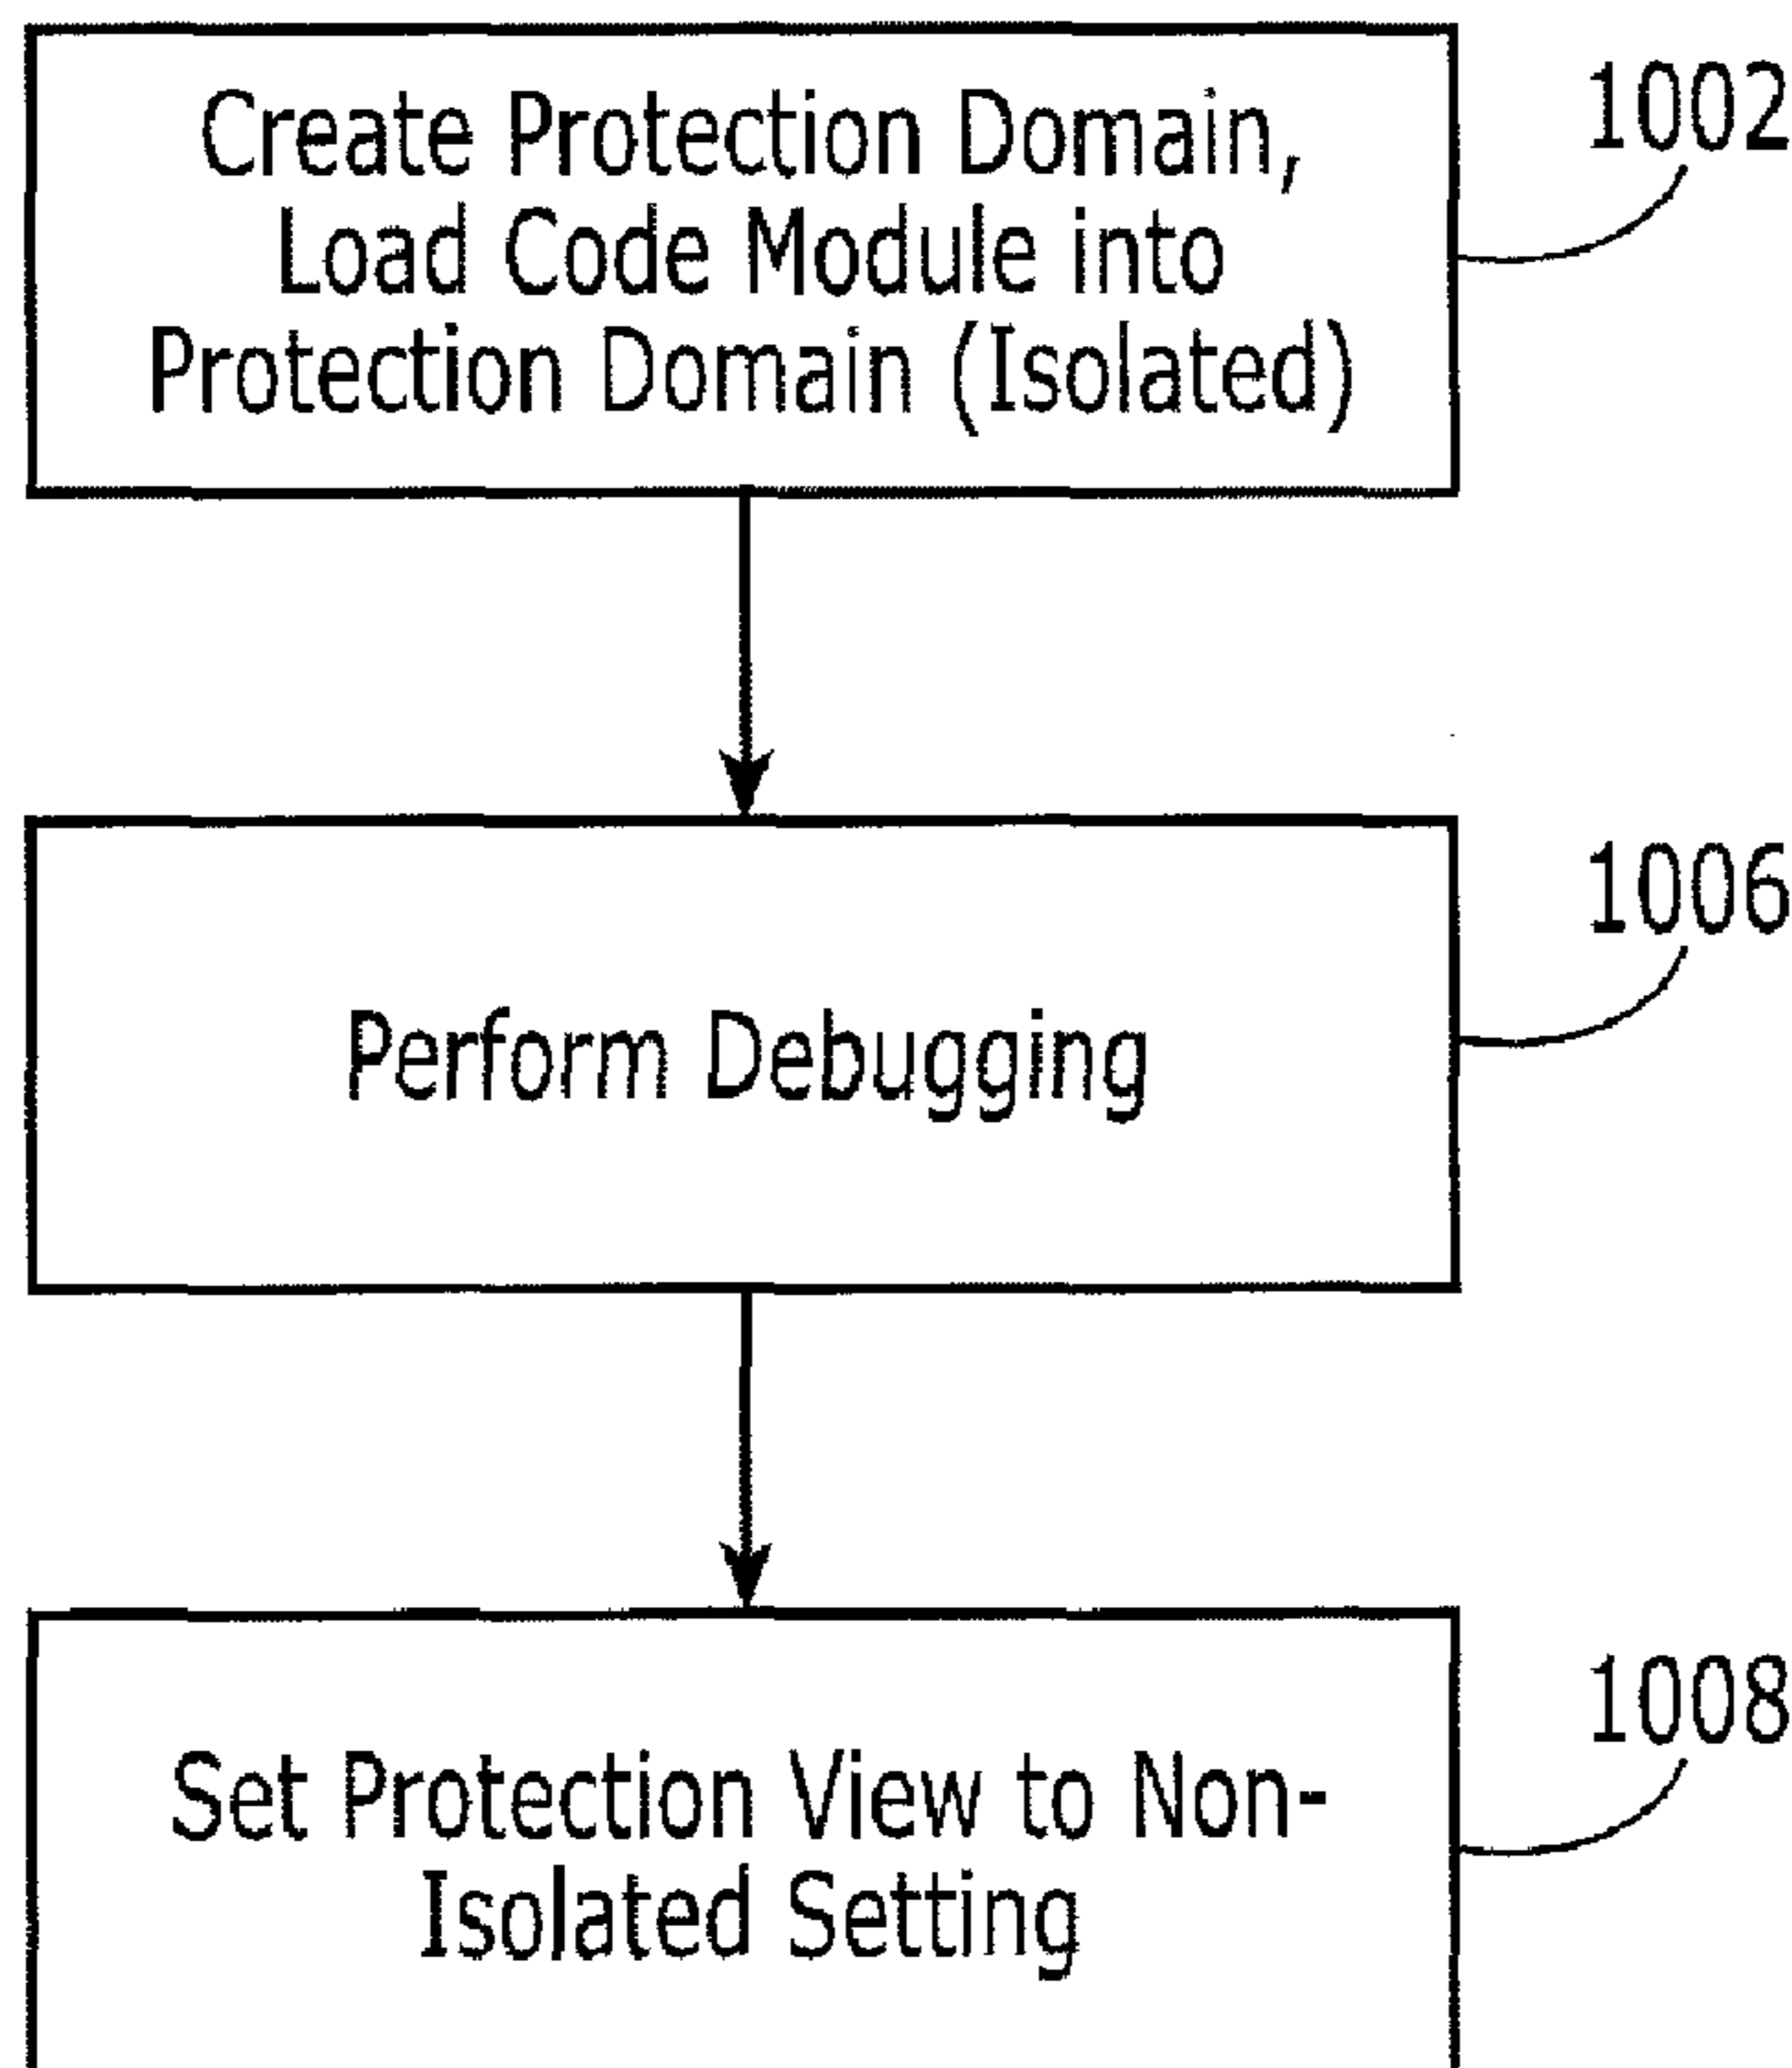 Create Protection Domain,
Load Code Module into
Protection Domain (Isolated)
1002
Perform Debugging
1006
Set Protection View to Non-
Isolated Setting
1008